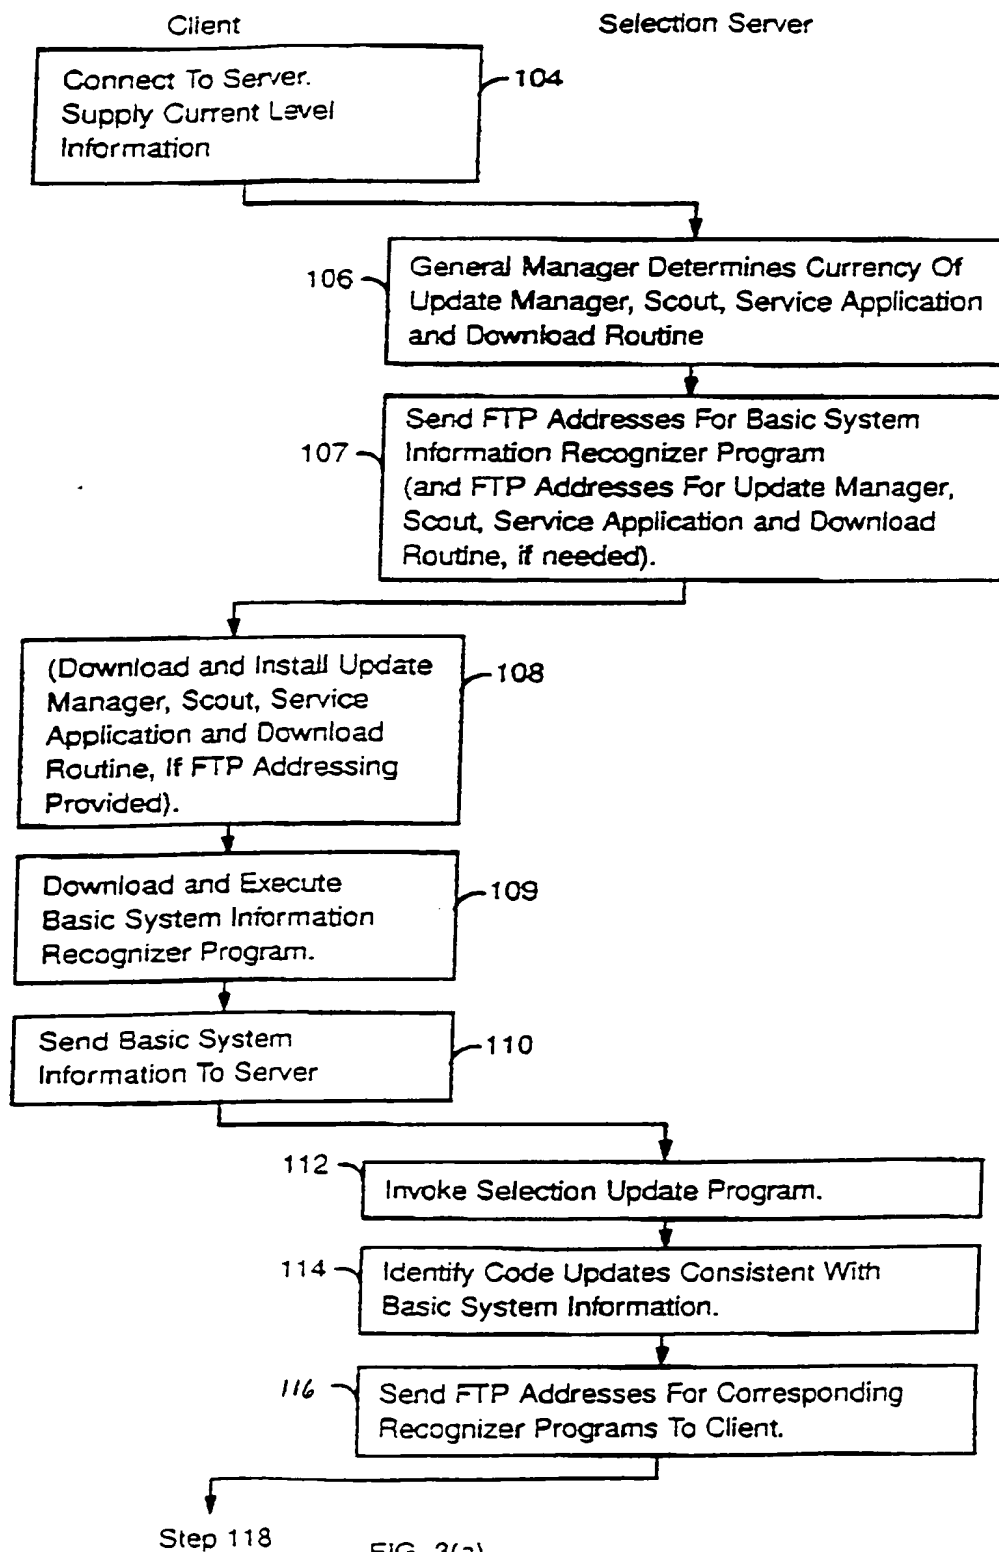 Client
Selection Server
Connect To Server.
Supply Current Level
Information
104
106
General Manager Determines Currency Of
Update Manager, Scout, Service Application
and Download Routine
107
Send FTP Addresses For Basic System
Information Recognizer Program
(and FTP Addresses For Update Manager,
Scout, Service Application and Download
Routine, if needed).
(Download and Install Update
Manager, Scout, Service
Application and Download
Routine, If FTP Addressing
Provided).
108
Download and Execute
Basic System Information
Recognizer Program.
109
Send Basic System
Information To Server
110
112
Invoke Selection Update Program.
114
Identify Code Updates Consistent With
Basic System Information.
116
Send FTP Addresses For Corresponding
Recognizer Programs To Client.
Step 118
FIG. 3(a)